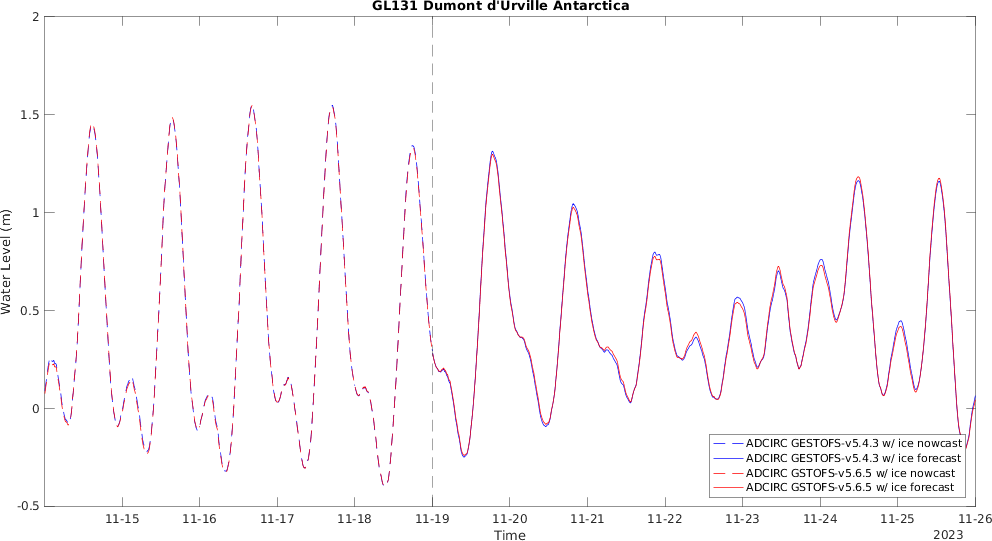 GL131 Dumont d'Urville Antarctica
2
1.5
1
0.5
0
-0.5
Water Level (m)
ADCIRC GESTOFS-v5.4.3 w/ ice nowcast
ADCIRC GESTOFS-v5.4.3 w/ ice forecast
ADCIRC GSTOFS-v5.6.5 w/ ice nowcast
ADCIRC GSTOFS-v5.6.5 w/ ice forecast
11-15 11-16 11-17 11-18 11-19 11-20 11-21 11-22 11-23 11-24 11-25 11-26
Time
2023